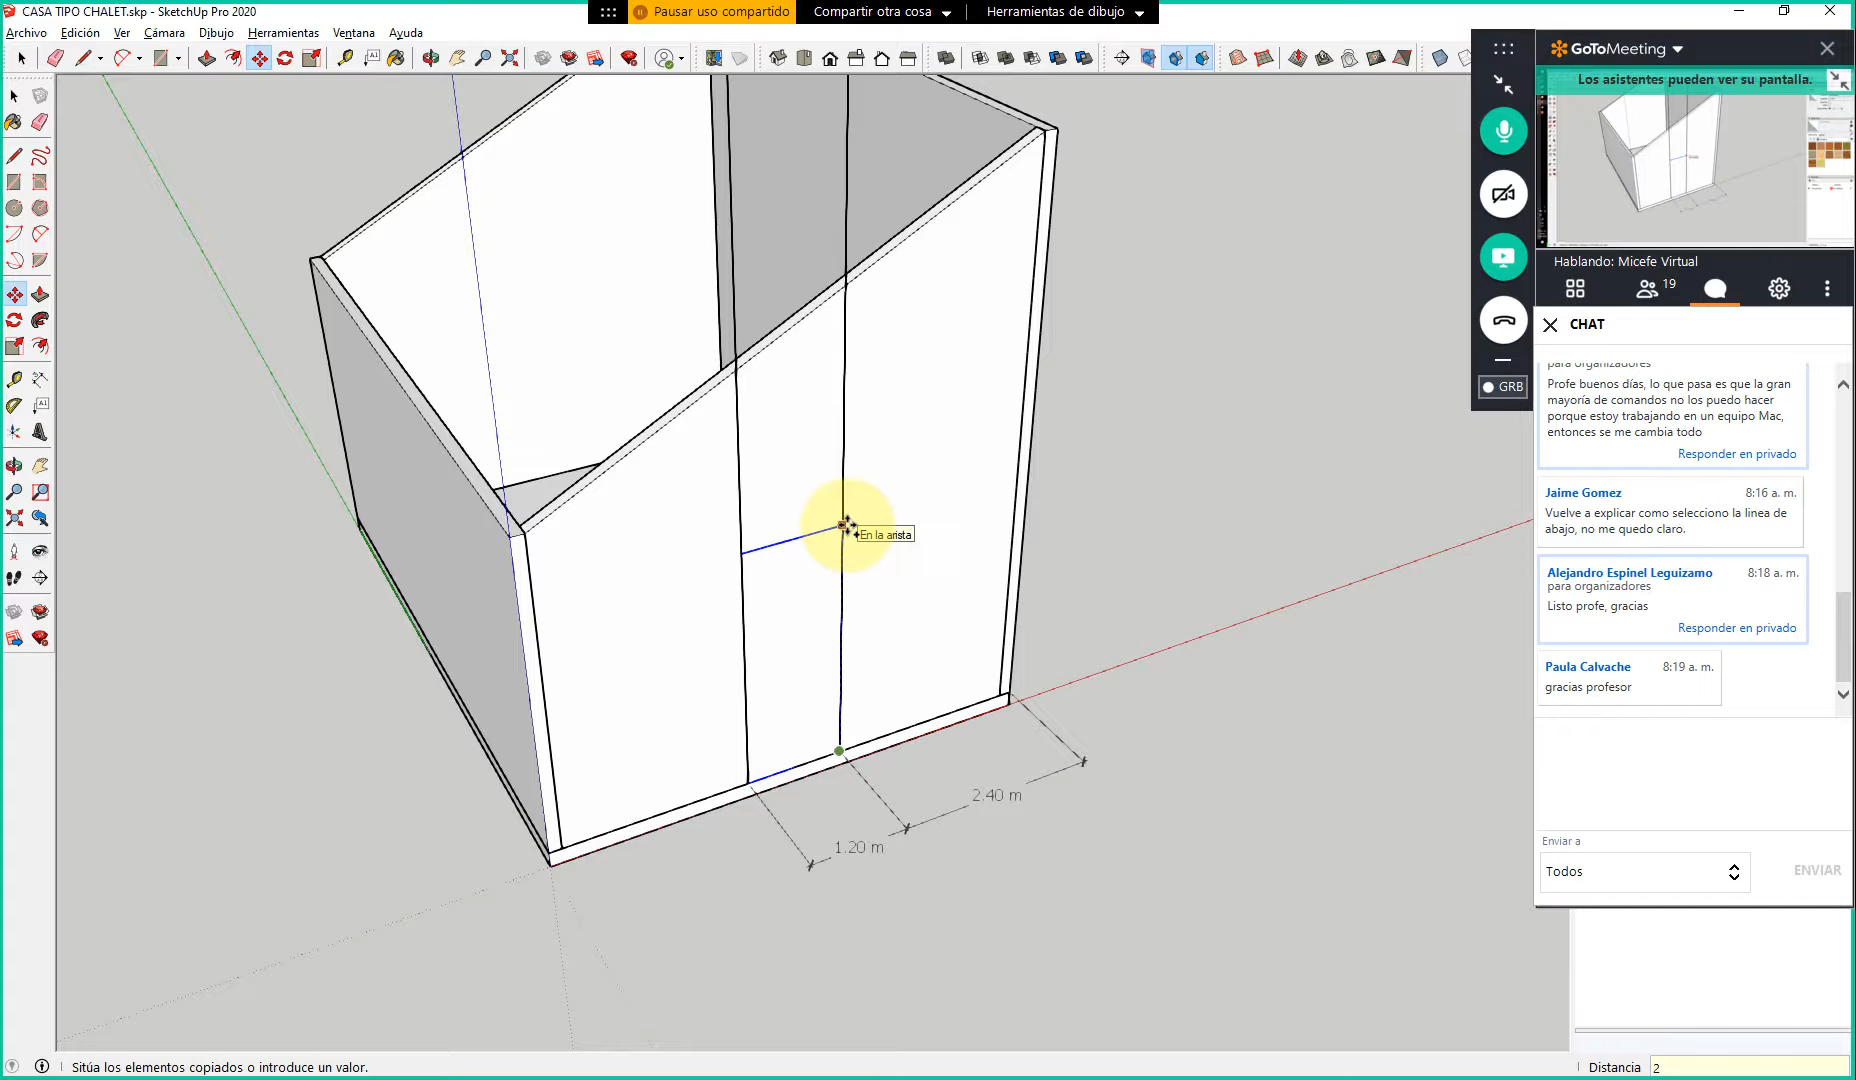 CASA TIPO CHALET.skp - SketchUp Pro 2020
Pausar uso compartido
Compartir otra cosa
Herramientas de dibujo
Archivo Edición Ver Cámara Dibujo Herramientas Ventana Ayuda
GoToMeeting
Los asistentes pueden ver su pantalla.
Hablando: Micefe Virtual
19
CHAT
GRB
para organizadores
Profe buenos días, lo que pasa es que la gran
mayoría de comandos no los puedo hacer
porque estoy trabajando en un equipo Mac,
entonces se me cambia todo
Responder en privado
Jaime Gomez 8:16 a. m.
Vuelve a explicar como selecciono la linea de
abajo, no me quedo claro.
Alejandro Espinel Leguizamo 8:18 a. m.
para organizadores
Listo profe, gracias
Responder en privado
Paula Calvache 8:19 a. m.
gracias profesor
En la arista
2.40 m
1.20 m
Enviar a
Todos
ENVIAR
Sitúa los elementos copiados o introduce un valor.
Distancia 2